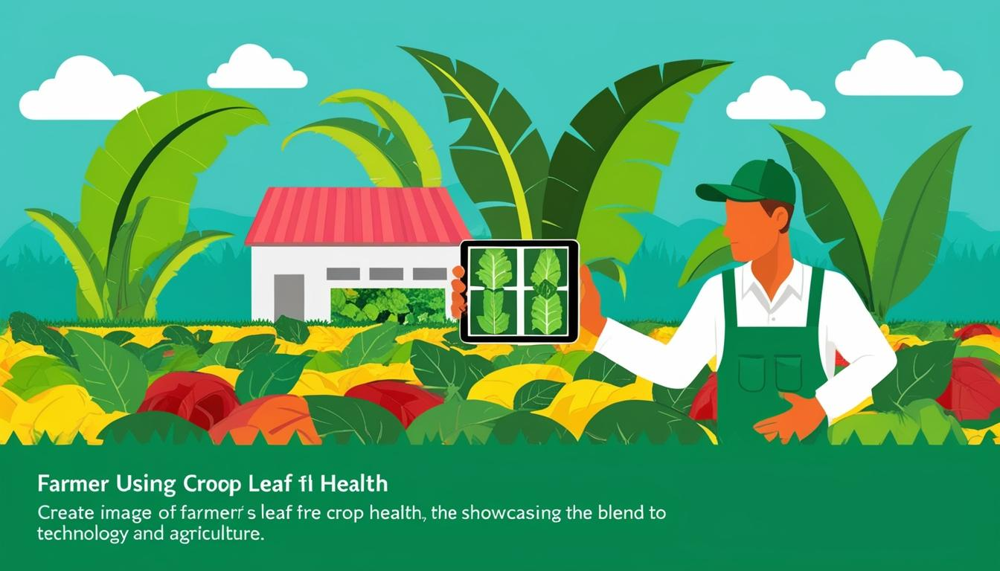 Farmer Using Croop Leaf fl Health
Create image of farmerr's leaf fre crop health,, the showcasing the blend to
technology and agriculture.